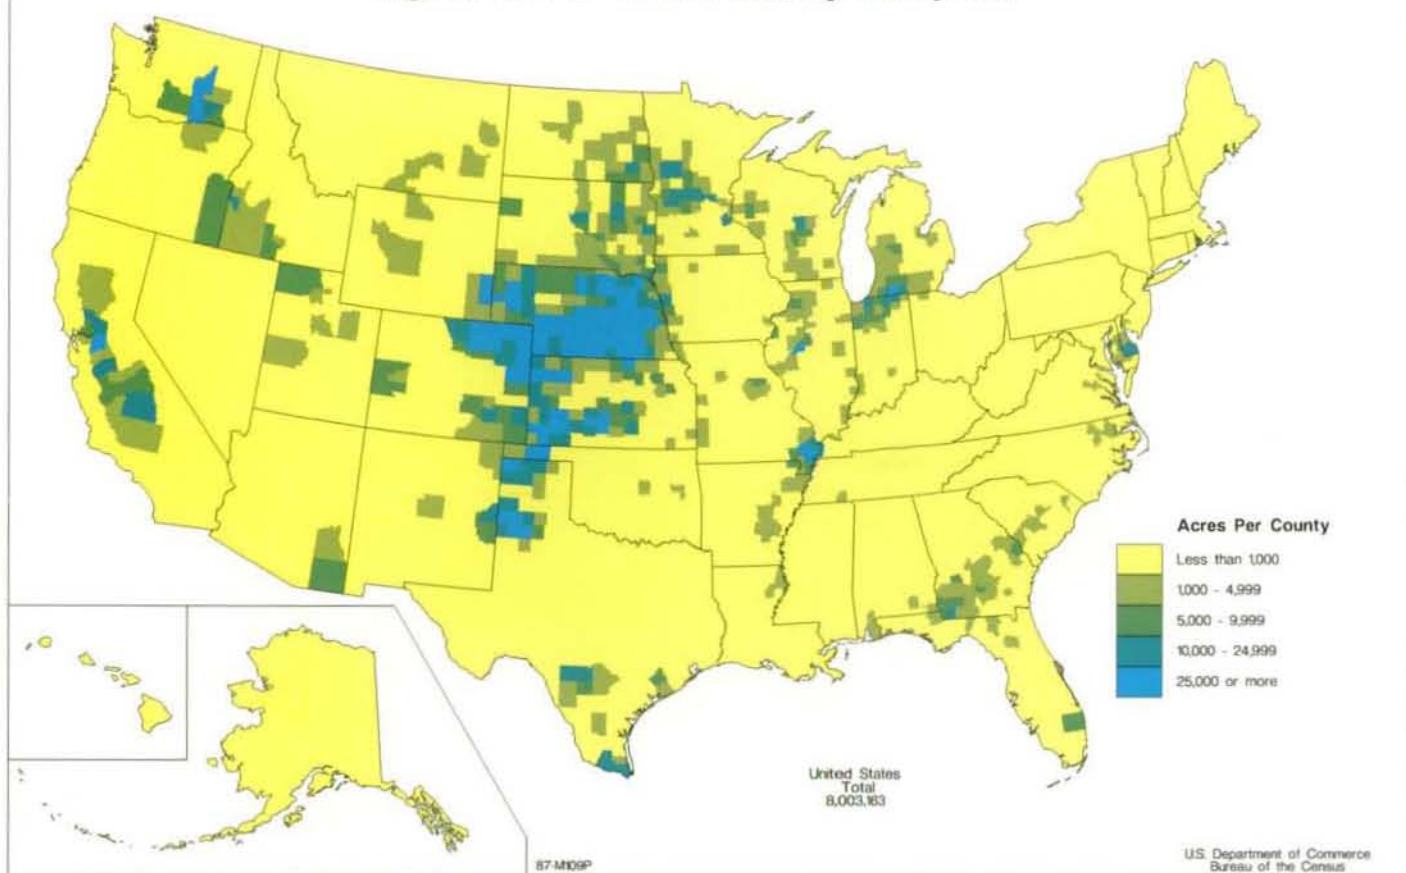 Acres Per County
Less than 1,000
1,000 - 4,999
5,000 - 9,999
10,000 - 24,999
25,000 or more
United States
Total
8,003,163
87-M109P
U.S. Department of Commerce
Bureau of the Census